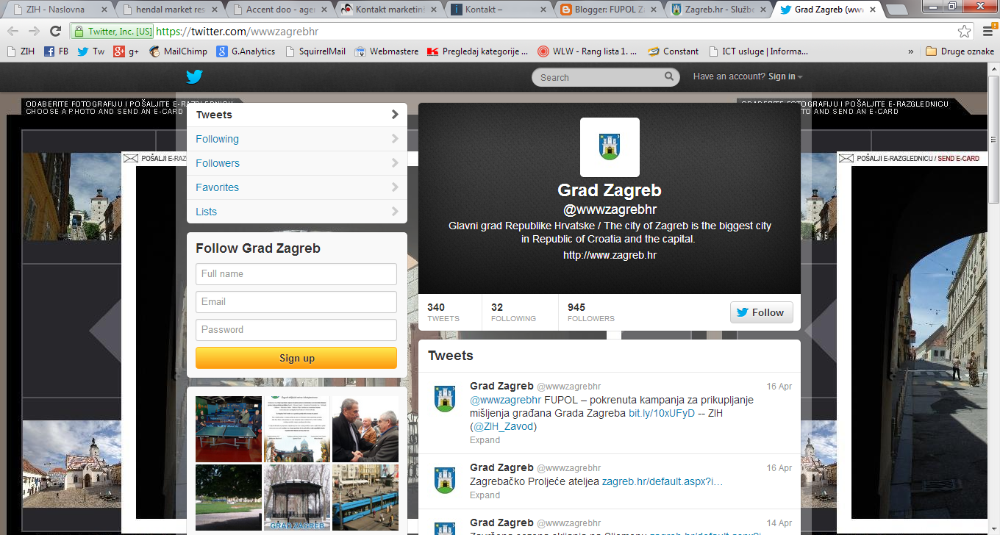 ZIH - Naslovna
hendal market res
Accent doo - age
Kontakt marketin
Kontakt –
Blogger: FUPOL Z
Zagreb.hr - Službe
Grad Zagreb (ww
Twitter, Inc. [US]
https://twitter.com/wwwzagrebhr
ZIH
FB
Tw
g+
MailChimp
G.Analytics
SquirrelMail
Webmastere
Pregledaj kategorije ...
WLW - Rang lista 1. ...
Constant
ICT usluge | Informa...
»
Druge oznake
Search
Have an account? Sign in
ODABERITE FOTOGRAFIJU I POŠALJITE E-RAZGLEDNICU
CHOOSE A PHOTO AND SEND AN E-CARD
POŠALJI E-RAZ
Tweets
Following
Followers
Favorites
Lists
Follow Grad Zagreb
Full name
Email
Password
Sign up
GRAD ZAGREB
Grad Zagreb
@wwwzagrebhr
Glavni grad Republike Hrvatske / The city of Zagreb is the biggest city
in Republic of Croatia and the capital.
http://www.zagreb.hr
340
TWEETS
32
FOLLOWING
945
FOLLOWERS
Follow
Tweets
Grad Zagreb @wwwzagrebhr 16 Apr
@wwwzagrebhr FUPOL – pokrenuta kampanja za prikupljanje
mišljenja građana Grada Zagreba bit.ly/10xUFyD -- ZIH
(@ZIH_Zavod)
Expand
Grad Zagreb @wwwzagrebhr 16 Apr
Zagrebačko Proljeće ateljea zagreb.hr/default.aspx?i…
Expand
Grad Zagreb @wwwzagrebhr 14 Apr
FOTOGRAFIJU I POŠALJITE E-RAZGLEDNICU
AND SEND AN E-CARD
POŠALJI E-RAZGLEDNICU / SEND E-CARD